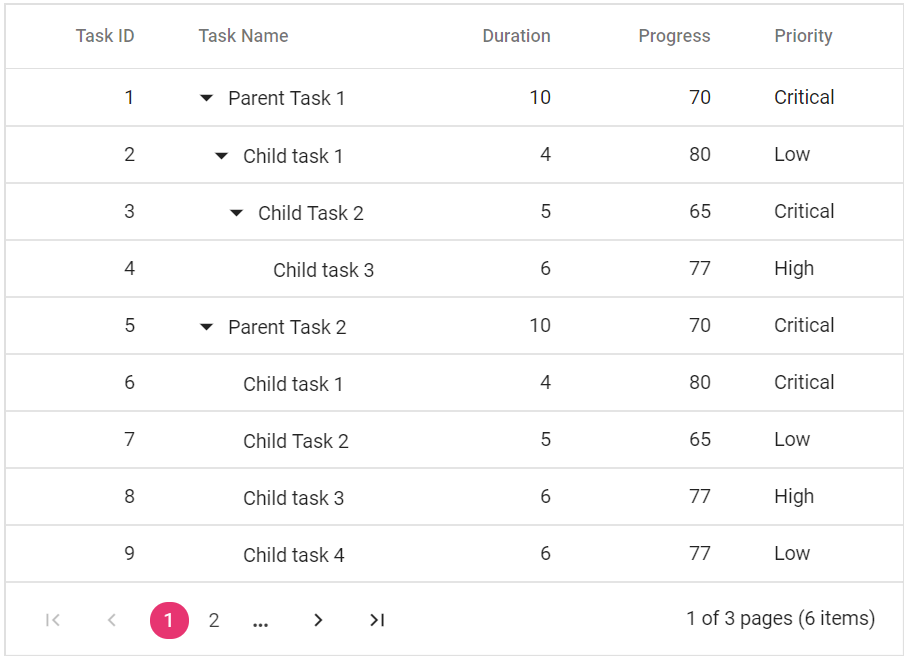 Task ID Task Name Duration Progress Priority
1 Parent Task 1 10 70 Critical
2 Child task 1 4 80 Low
3 Child Task 2 5 65 Critical
4 Child task 3 6 77 High
5 Parent Task 2 10 70 Critical
6 Child task 1 4 80 Critical
7 Child Task 2 5 65 Low
8 Child task 3 6 77 High
9 Child task 4 6 77 Low
1 2 ... 1 of 3 pages (6 items)